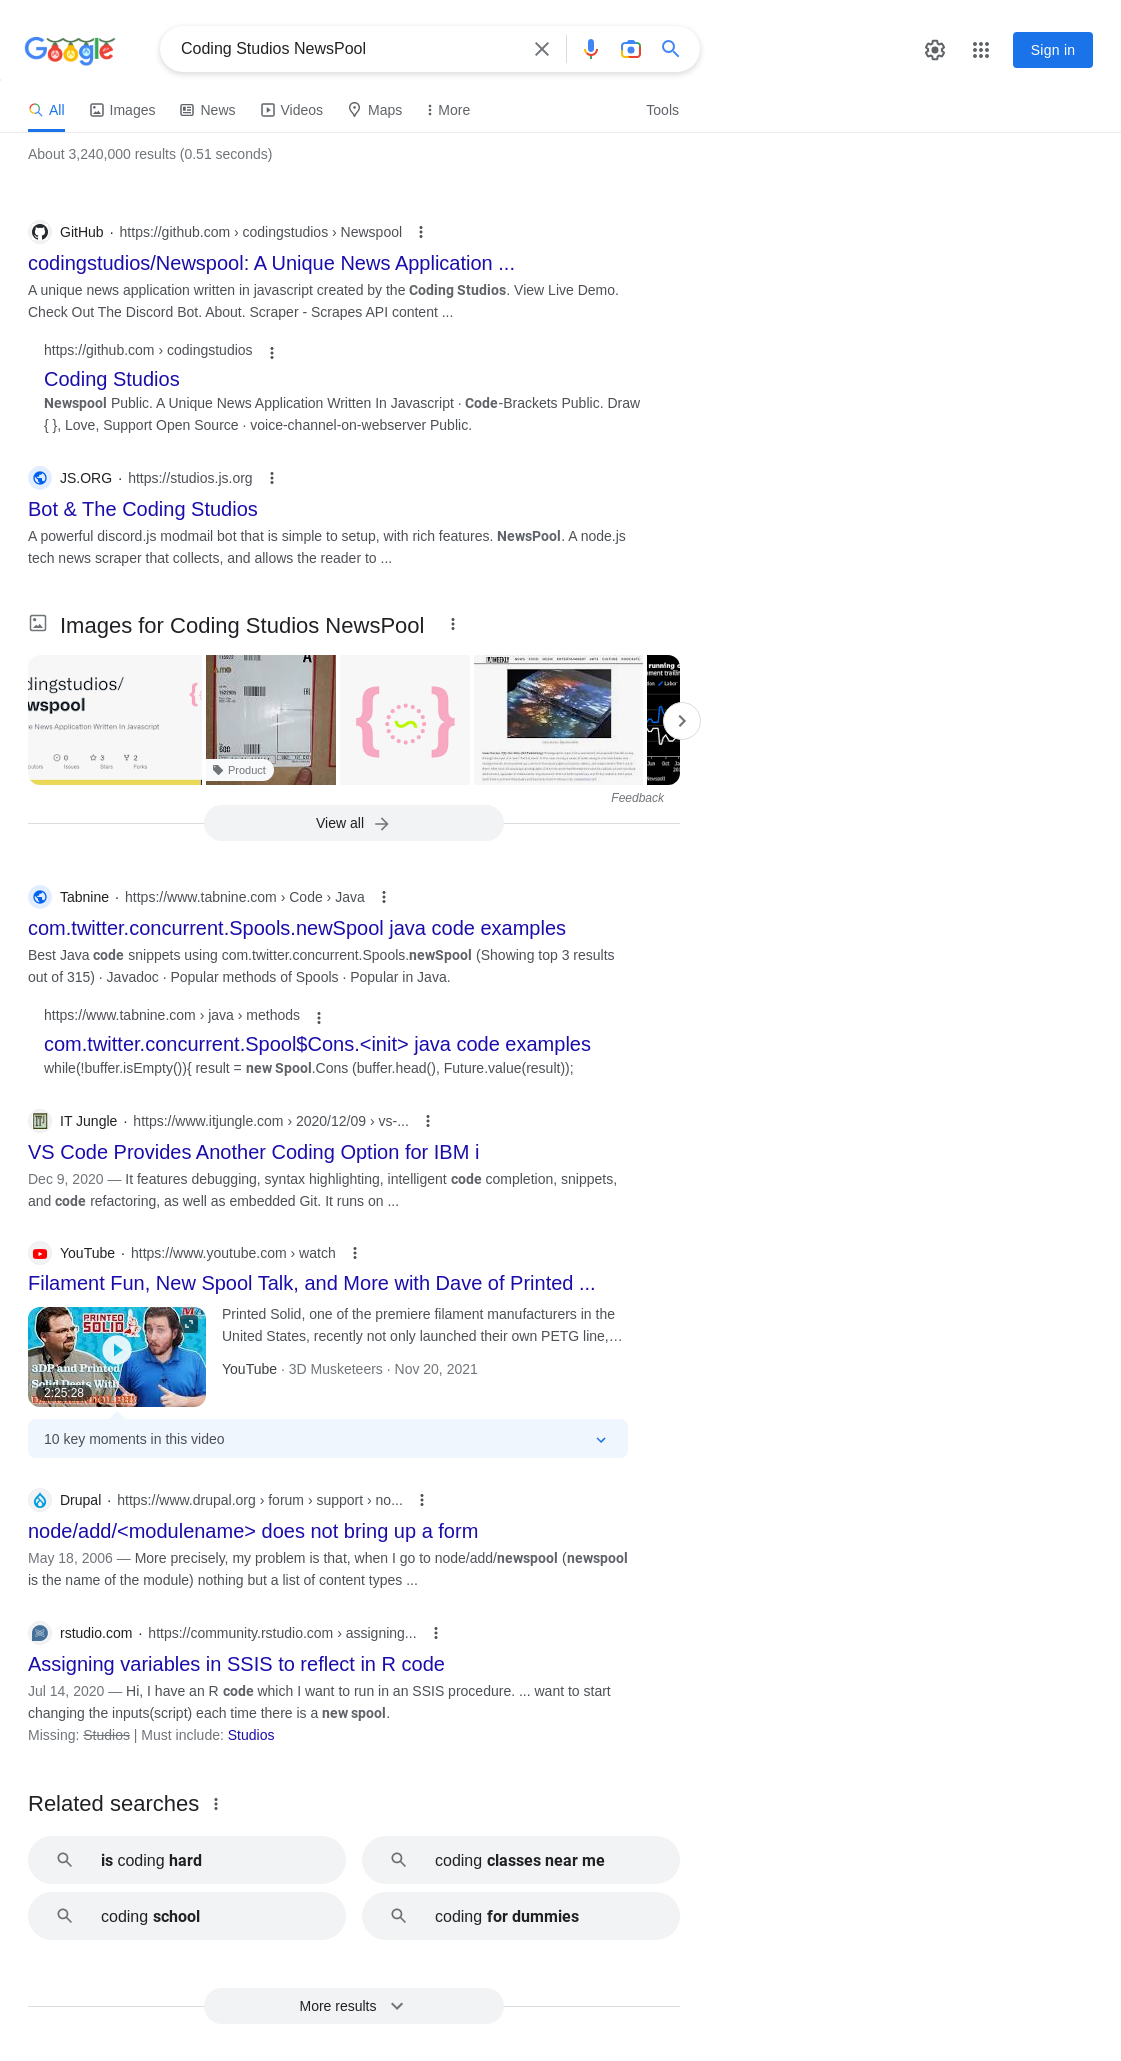 Google
Coding Studios NewsPool
Sign in
All
Images
News
Videos
Maps
More
Tools
About 3,240,000 results (0.51 seconds)
GitHub · https://github.com › codingstudios › Newspool
codingstudios/Newspool: A Unique News Application ...
A unique news application written in javascript created by the Coding Studios. View Live Demo.
Check Out The Discord Bot. About. Scraper - Scrapes API content ...
https://github.com › codingstudios
Coding Studios
Newspool Public. A Unique News Application Written In Javascript · Code-Brackets Public. Draw
{ }, Love, Support Open Source · voice-channel-on-webserver Public.
JS.ORG · https://studios.js.org
Bot & The Coding Studios
A powerful discord.js modmail bot that is simple to setup, with rich features. NewsPool. A node.js
tech news scraper that collects, and allows the reader to ...
Images for Coding Studios NewsPool
dingstudios/
wspool
e News Application Written In Javascript
0
3
2
utors
Issues
Stars
Forks
Product
WEEKLY
Feedback
View all
Tabnine · https://www.tabnine.com › Code › Java
com.twitter.concurrent.Spools.newSpool java code examples
Best Java code snippets using com.twitter.concurrent.Spools.newSpool (Showing top 3 results
out of 315) · Javadoc · Popular methods of Spools · Popular in Java.
https://www.tabnine.com › java › methods
com.twitter.concurrent.Spool$Cons.<init> java code examples
while(!buffer.isEmpty()){ result = new Spool.Cons (buffer.head(), Future.value(result));
IT Jungle · https://www.itjungle.com › 2020/12/09 › vs-...
VS Code Provides Another Coding Option for IBM i
Dec 9, 2020 — It features debugging, syntax highlighting, intelligent code completion, snippets,
and code refactoring, as well as embedded Git. It runs on ...
YouTube · https://www.youtube.com › watch
Filament Fun, New Spool Talk, and More with Dave of Printed ...
PRINTED
SOLID
3DP and Printed
Solid Deets With
2:25:28
Printed Solid, one of the premiere filament manufacturers in the
United States, recently not only launched their own PETG line,...
YouTube · 3D Musketeers · Nov 20, 2021
10 key moments in this video
Drupal · https://www.drupal.org › forum › support › no...
node/add/<modulename> does not bring up a form
May 18, 2006 — More precisely, my problem is that, when I go to node/add/newspool (newspool
is the name of the module) nothing but a list of content types ...
rstudio.com · https://community.rstudio.com › assigning...
Assigning variables in SSIS to reflect in R code
Jul 14, 2020 — Hi, I have an R code which I want to run in an SSIS procedure. ... want to start
changing the inputs(script) each time there is a new spool.
Missing: Studios | Must include: Studios
Related searches
is coding hard
coding classes near me
coding school
coding for dummies
More results